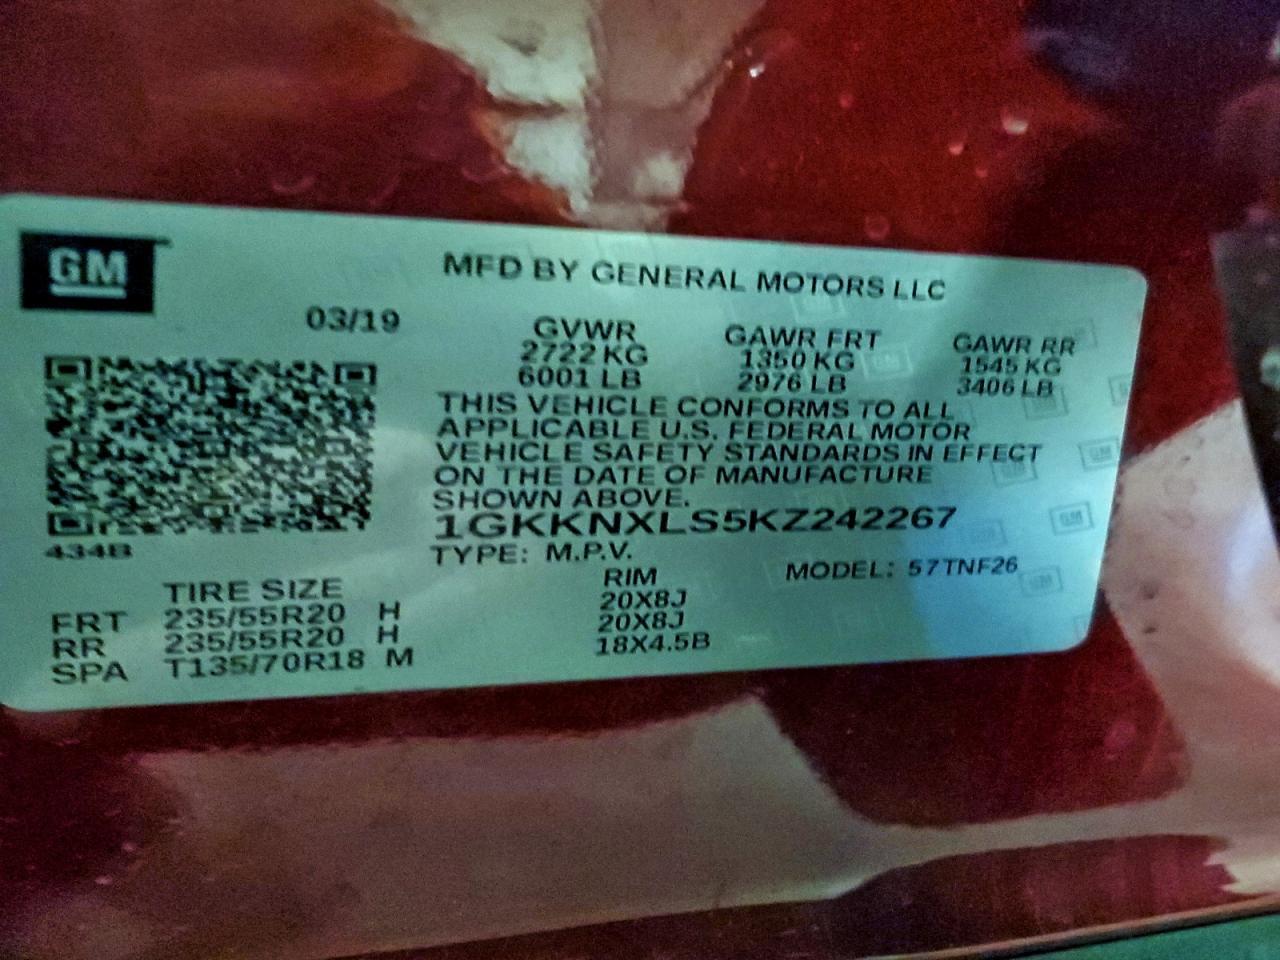 GM
MFD BY GENERAL MOTORS LLC
03/19
GVWR GAWR FRT GAWR RR
2722 KG 1350 KG 1545 KG
6001 LB 2976 LB 3406 LB
THIS VEHICLE CONFORMS TO ALL
APPLICABLE U.S. FEDERAL MOTOR
VEHICLE SAFETY STANDARDS IN EFFECT
ON THE DATE OF MANUFACTURE
SHOWN ABOVE.
1GKKNXLS5KZ242267
434B
TYPE: M.P.V. MODEL: 57TNF26
TIRE SIZE RIM
FRT 235/55R20 H 20X8J
RR 235/55R20 H 20X8J
SPA T135/70R18 M 18X4.5B